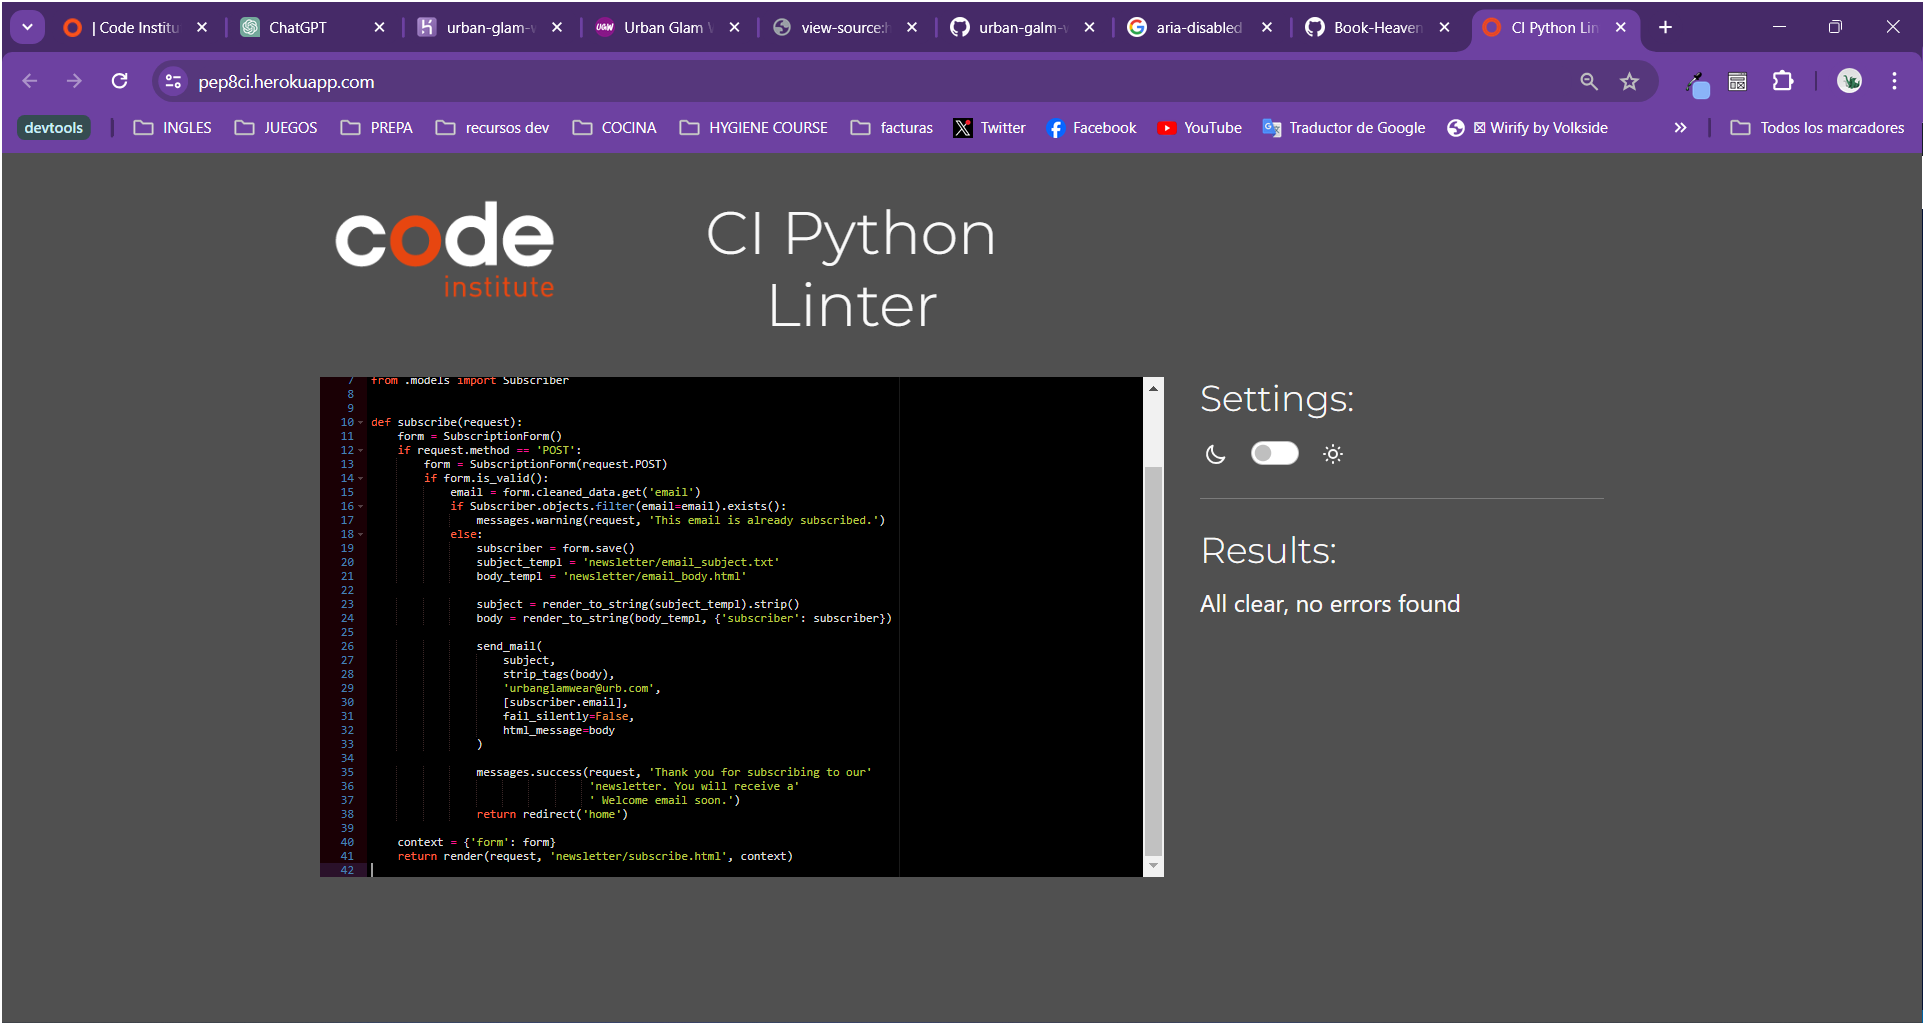 | Code Institu
ChatGPT
urban-glam-w
UGW Urban Glam W
view-source:h
urban-galm-w
aria-disabled
Book-Heaven
CI Python Lin
pep8ci.herokuapp.com
devtools
INGLES
JUEGOS
PREPA
recursos dev
COCINA
HYGIENE COURSE
facturas
Twitter
Facebook
YouTube
Traductor de Google
Wirify by Volkside
Todos los marcadores
code
institute
CI Python
Linter
7 from .models import Subscriber
8
9
10 def subscribe(request):
11     form = SubscriptionForm()
12     if request.method == 'POST':
13         form = SubscriptionForm(request.POST)
14         if form.is_valid():
15             email = form.cleaned_data.get('email')
16             if Subscriber.objects.filter(email=email).exists():
17                 messages.warning(request, 'This email is already subscribed.')
18             else:
19                 subscriber = form.save()
20                 subject_templ = 'newsletter/email_subject.txt'
21                 body_templ = 'newsletter/email_body.html'
22
23                 subject = render_to_string(subject_templ).strip()
24                 body = render_to_string(body_templ, {'subscriber': subscriber})
25
26                 send_mail(
27                     subject,
28                     strip_tags(body),
29                     'urbanglamwear@urb.com',
30                     [subscriber.email],
31                     fail_silently=False,
32                     html_message=body
33                 )
34
35                 messages.success(request, 'Thank you for subscribing to our'
36                                  'newsletter. You will receive a'
37                                  ' Welcome email soon.')
38                 return redirect('home')
39
40     context = {'form': form}
41     return render(request, 'newsletter/subscribe.html', context)
42
Settings:
Results:
All clear, no errors found